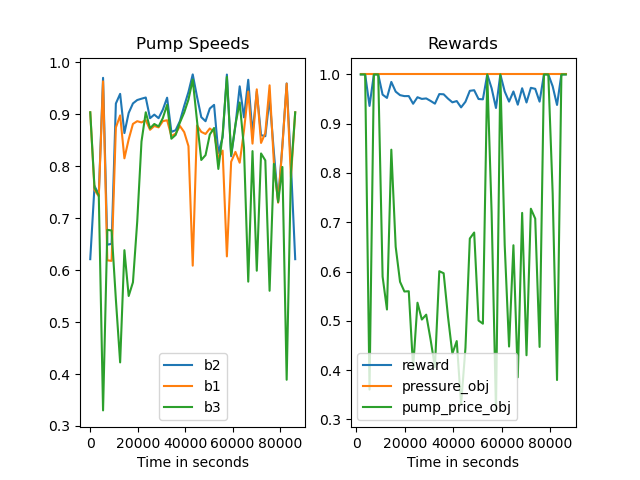 Pump Speeds
1.0
0.9
0.8
0.7
0.6
0.5
0.4
0.3
0 20000 40000 60000 80000
Time in seconds
b2
b1
b3
Rewards
1.0
0.9
0.8
0.7
0.6
0.5
0.4
0.3
0 20000 40000 60000 80000
Time in seconds
reward
pressure_obj
pump_price_obj